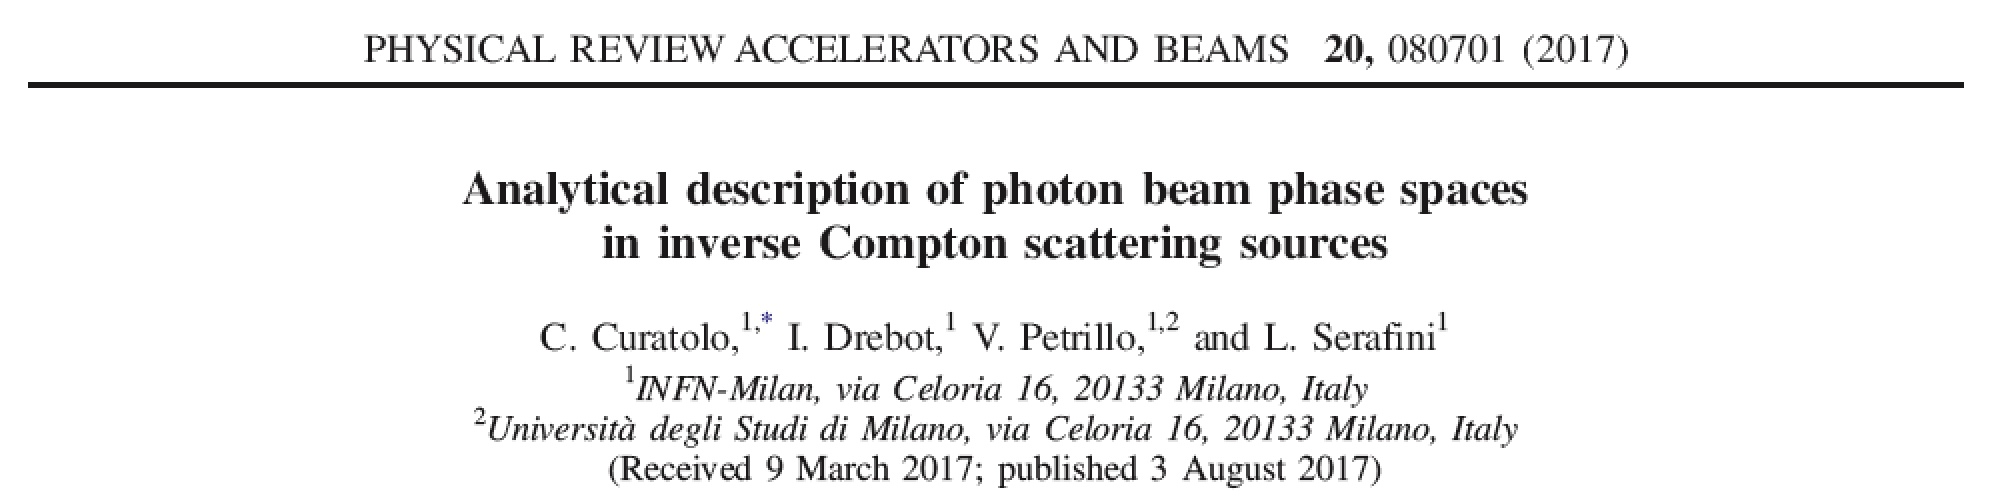 PHYSICAL REVIEW ACCELERATORS AND BEAMS 20, 080701 (2017)
Analytical description of photon beam phase spaces
in inverse Compton scattering sources
C. Curatolo,1,* I. Drebot,1 V. Petrillo,1,2 and L. Serafini1
1INFN-Milan, via Celoria 16, 20133 Milano, Italy
2Università degli Studi di Milano, via Celoria 16, 20133 Milano, Italy
(Received 9 March 2017; published 3 August 2017)